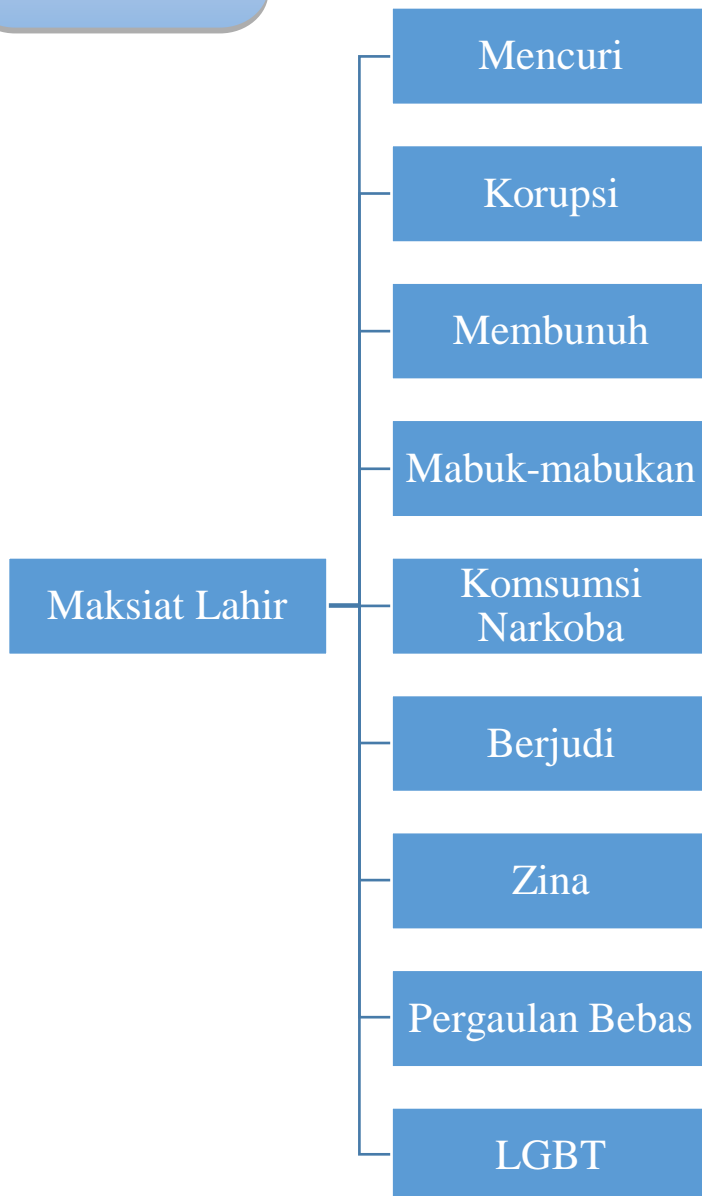 Mencuri
Korupsi
Membunuh
Mabuk-mabukan
Maksiat Lahir
Komsumsi
Narkoba
Berjudi
Zina
Pergaulan Bebas
LGBT